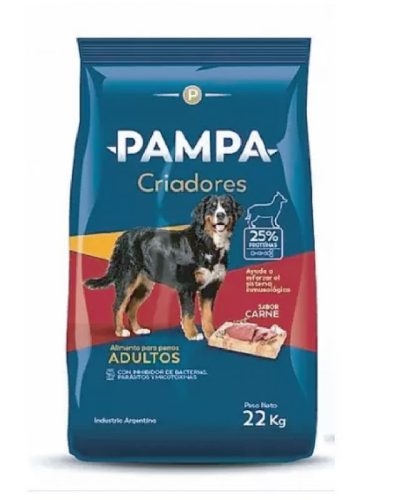 P
PAMPA
Criadores
25%
PROTEÍNAS
Ayuda a
reforzar el
sistema
inmunológico
SABOR
CARNE
Alimento para perros
ADULTOS
CON INHIBIDOR DE BACTERIAS,
PARÁSITOS Y MICOTOXINAS
Peso Neto
22 Kg
Industria Argentina